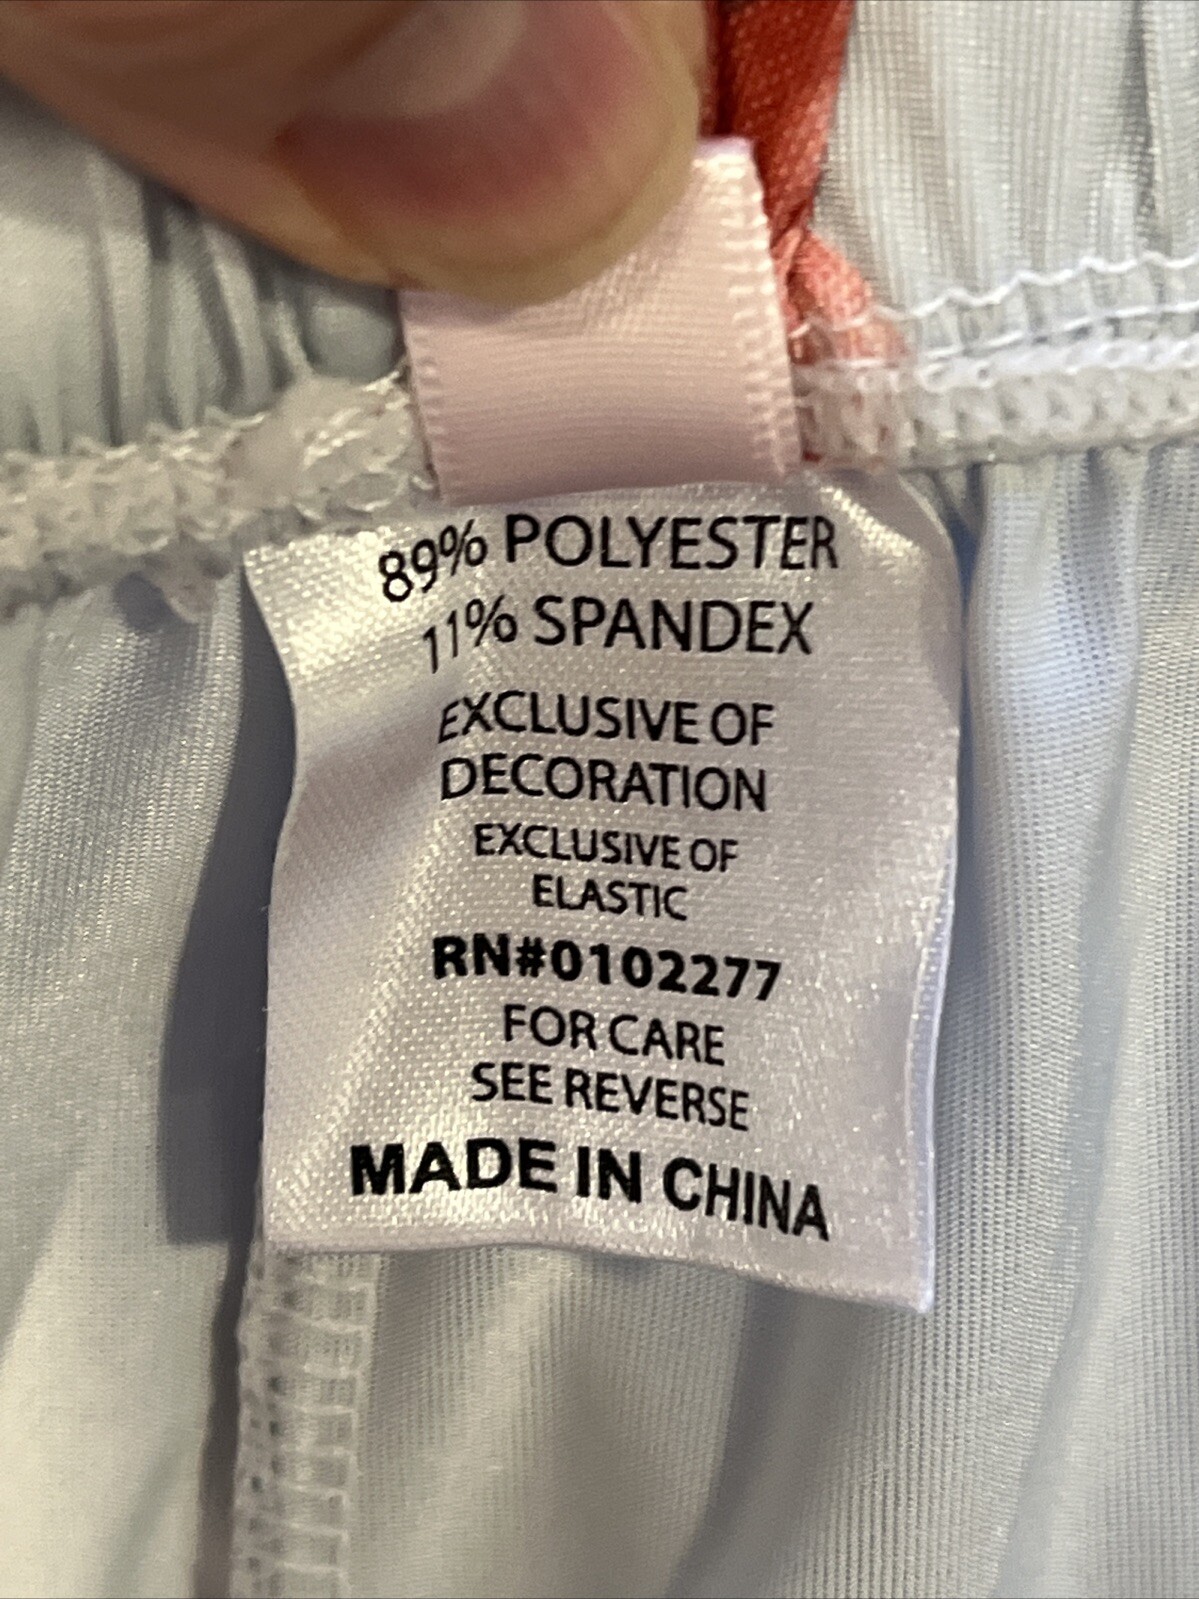 89% POLYESTER
11% SPANDEX
EXCLUSIVE OF
DECORATION
EXCLUSIVE OF
ELASTIC
RN#0102277
FOR CARE
SEE REVERSE
MADE IN CHINA